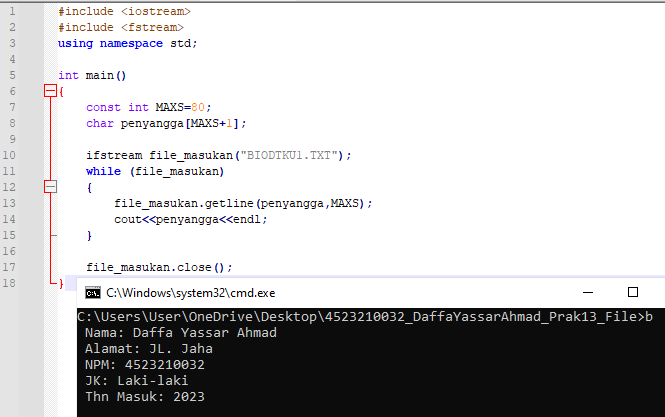 1 #include <iostream>
2 #include <fstream>
3 using namespace std;
4
5 int main()
6 {
7 const int MAXS=80;
8 char penyangga[MAXS+1];
9
10 ifstream file_masukan("BIODTKU1.TXT");
11 while (file_masukan)
12 {
13 file_masukan.getline(penyangga,MAXS);
14 cout<<penyangga<<endl;
15 }
16
17 file_masukan.close();
18 }
C:\Windows\system32\cmd.exe
C:\Users\User\OneDrive\Desktop\4523210032_DaffaYassarAhmad_Prak13_File>b
Nama: Daffa Yassar Ahmad
Alamat: JL. Jaha
NPM: 4523210032
JK: Laki-laki
Thn Masuk: 2023